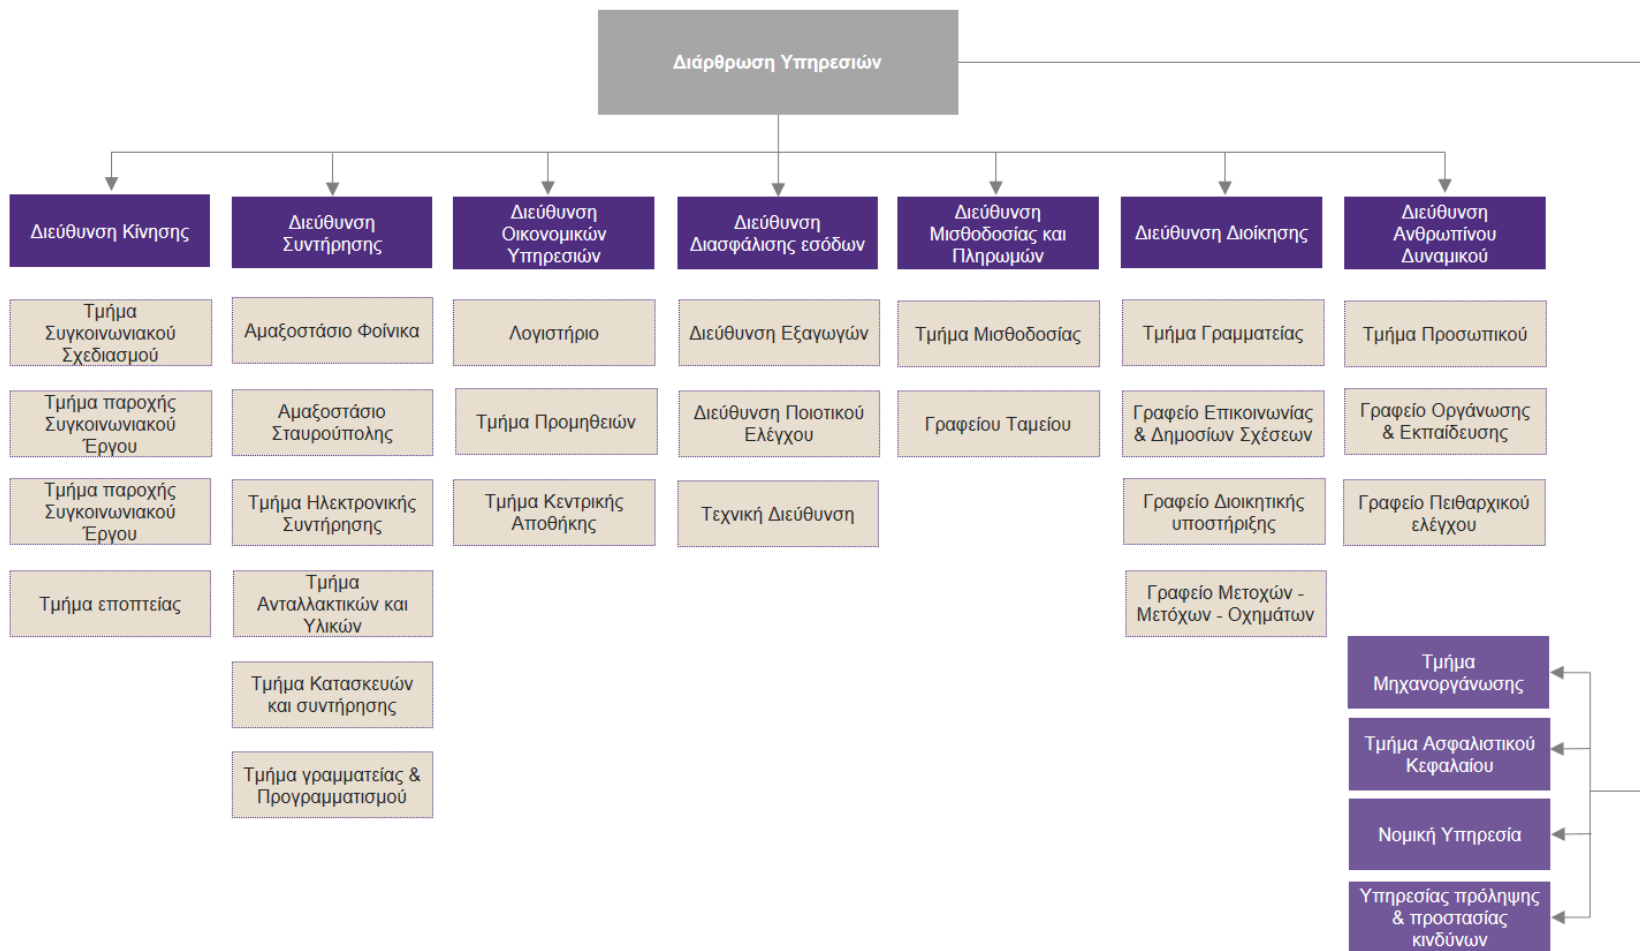 Διάρθρωση Υπηρεσιών
Διεύθυνση Κίνησης
Διεύθυνση
Συντήρησης
Διεύθυνση
Οικονομικών
Υπηρεσιών
Διεύθυνση
Διασφάλισης εσόδων
Διεύθυνση
Μισθοδοσίας και
Πληρωμών
Διεύθυνση Διοίκησης
Διεύθυνση
Ανθρωπίνου
Δυναμικού
Τμήμα
Συγκοινωνιακού
Σχεδιασμού
Αμαξοστάσιο Φοίνικα
Λογιστήριο
Διεύθυνση Εξαγωγών
Τμήμα Μισθοδοσίας
Τμήμα Γραμματείας
Τμήμα Προσωπικού
Τμήμα παροχής
Συγκοινωνιακού
Έργου
Αμαξοστάσιο
Σταυρούπολης
Τμήμα Προμηθειών
Διεύθυνση Ποιοτικού
Ελέγχου
Γραφείου Ταμείου
Γραφείο Επικοινωνίας
& Δημοσίων Σχέσεων
Γραφείο Οργάνωσης
& Εκπαίδευσης
Τμήμα παροχής
Συγκοινωνιακού
Έργου
Τμήμα Ηλεκτρονικής
Συντήρησης
Τμήμα Κεντρικής
Αποθήκης
Τεχνική Διεύθυνση
Γραφείο Διοικητικής
υποστήριξης
Γραφείο Πειθαρχικού
ελέγχου
Τμήμα εποπτείας
Τμήμα
Ανταλλακτικών και
Υλικών
Γραφείο Μετοχών -
Μετόχων - Οχημάτων
Τμήμα Κατασκευών
και συντήρησης
Τμήμα γραμματείας &
Προγραμματισμού
Τμήμα
Μηχανοργάνωσης
Τμήμα Ασφαλιστικού
Κεφαλαίου
Νομική Υπηρεσία
Υπηρεσίας πρόληψης
& προστασίας
κινδύνων